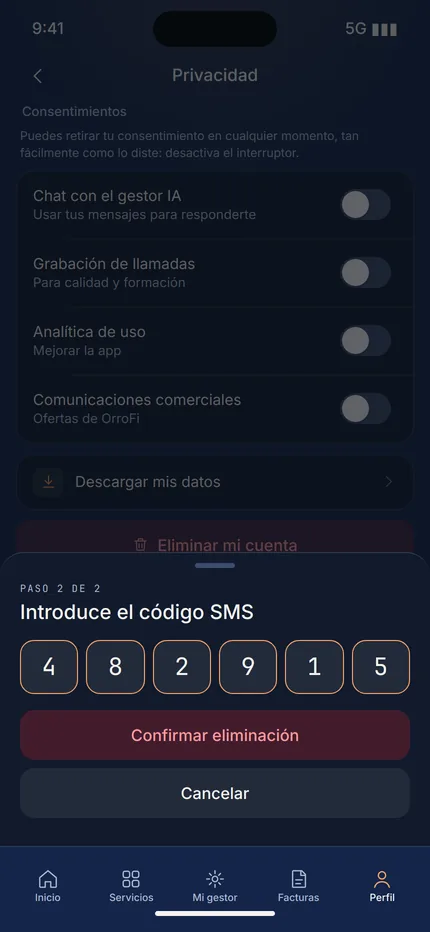 9:41
5G
Privacidad
Consentimientos
Puedes retirar tu consentimiento en cualquier momento, tan
fácilmente como lo diste: desactiva el interruptor.
Chat con el gestor IA
Usar tus mensajes para responderte
Grabación de llamadas
Para calidad y formación
Analítica de uso
Mejorar la app
Comunicaciones comerciales
Ofertas de OrroFi
Descargar mis datos
Eliminar mi cuenta
PASO 2 DE 2
Introduce el código SMS
4 8 2 9 1 5
Confirmar eliminación
Cancelar
Inicio
Servicios
Mi gestor
Facturas
Perfil